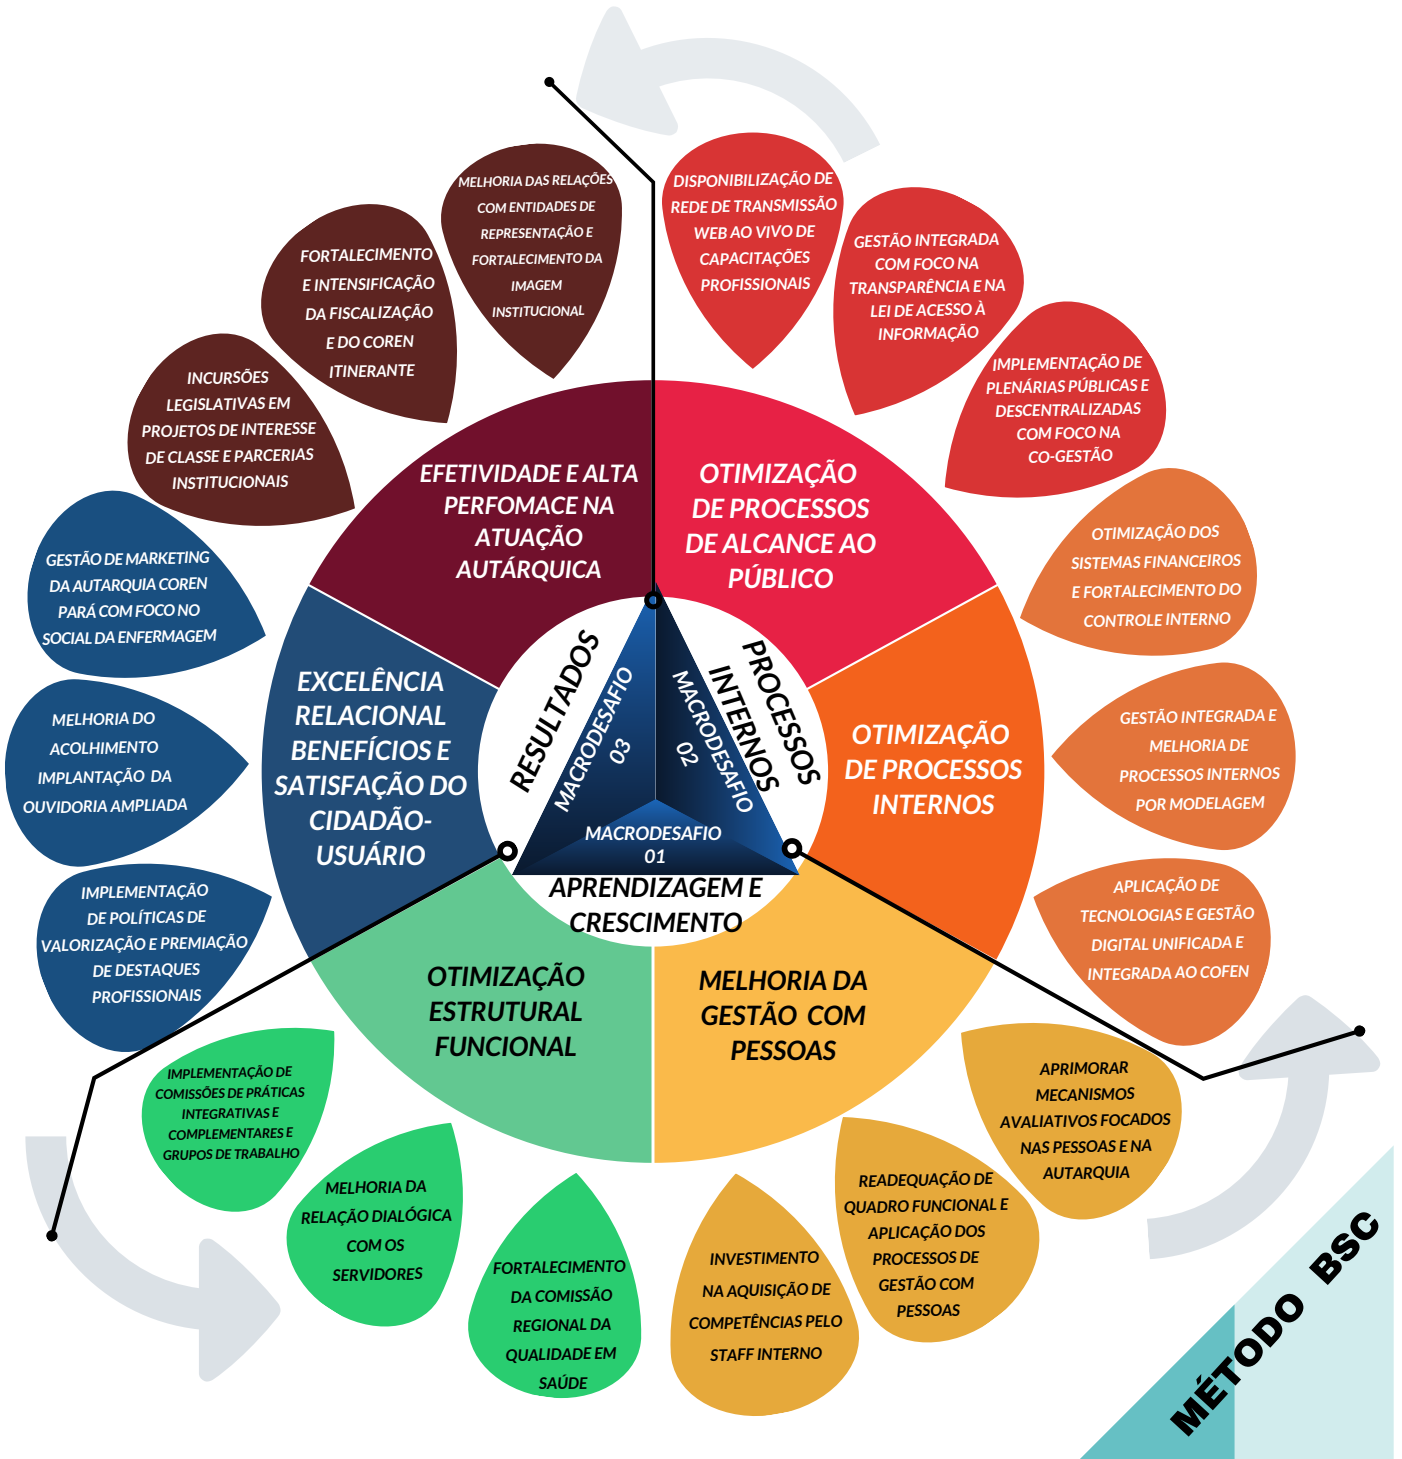 MELHORIA DAS RELAÇÕES
COM ENTIDADES DE
REPRESENTAÇÃO E
FORTALECIMENTO DA
IMAGEM
INSTITUCIONAL
DISPONIBILIZAÇÃO DE
REDE DE TRANSMISSÃO
WEB AO VIVO DE
CAPACITAÇÕES
PROFISSIONAIS
GESTÃO INTEGRADA
COM FOCO NA
TRANSPARÊNCIA E NA
LEI DE ACESSO À
INFORMAÇÃO
FORTALECIMENTO
E INTENSIFICAÇÃO
DA FISCALIZAÇÃO
E DO COREN
ITINERANTE
IMPLEMENTAÇÃO DE
PLENÁRIAS PÚBLICAS E
DESCENTRALIZADAS
COM FOCO NA
CO-GESTÃO
INCURSÕES
LEGISLATIVAS EM
PROJETOS DE INTERESSE
DE CLASSE E PARCERIAS
INSTITUCIONAIS
EFETIVIDADE E ALTA
PERFOMACE NA
ATUAÇÃO
AUTÁRQUICA
OTIMIZAÇÃO
DE PROCESSOS
DE ALCANCE AO
PÚBLICO
OTIMIZAÇÃO DOS
SISTEMAS FINANCEIROS
E FORTALECIMENTO DO
CONTROLE INTERNO
GESTÃO DE MARKETING
DA AUTARQUIA COREN
PARÁ COM FOCO NO
SOCIAL DA ENFERMAGEM
RESULTADOS
MACRODESAFIO
03
PROCESSOS
INTERNOS
MACRODESAFIO
02
EXCELÊNCIA
RELACIONAL
BENEFÍCIOS E
SATISFAÇÃO DO
CIDADÃO-
USUÁRIO
OTIMIZAÇÃO
DE PROCESSOS
INTERNOS
MELHORIA DO
ACOLHIMENTO
IMPLANTAÇÃO DA
OUVIDORIA AMPLIADA
GESTÃO INTEGRADA E
MELHORIA DE
PROCESSOS INTERNOS
POR MODELAGEM
MACRODESAFIO
01
APRENDIZAGEM E
CRESCIMENTO
IMPLEMENTAÇÃO
DE POLÍTICAS DE
VALORIZAÇÃO E PREMIAÇÃO
DE DESTAQUES
PROFISSIONAIS
APLICAÇÃO DE
TECNOLOGIAS E GESTÃO
DIGITAL UNIFICADA E
INTEGRADA AO COFEN
OTIMIZAÇÃO
ESTRUTURAL
FUNCIONAL
MELHORIA DA
GESTÃO COM
PESSOAS
IMPLEMENTAÇÃO DE
COMISSÕES DE PRÁTICAS
INTEGRATIVAS E
COMPLEMENTARES E
GRUPOS DE TRABALHO
APRIMORAR
MECANISMOS
AVALIATIVOS FOCADOS
NAS PESSOAS E NA
AUTARQUIA
MELHORIA DA
RELAÇÃO DIALÓGICA
COM OS
SERVIDORES
READEQUAÇÃO DE
QUADRO FUNCIONAL E
APLICAÇÃO DOS
PROCESSOS DE
GESTÃO COM
PESSOAS
FORTALECIMENTO
DA COMISSÃO
REGIONAL DA
QUALIDADE EM
SAÚDE
INVESTIMENTO
NA AQUISIÇÃO DE
COMPETÊNCIAS PELO
STAFF INTERNO
MÉTODO BSC